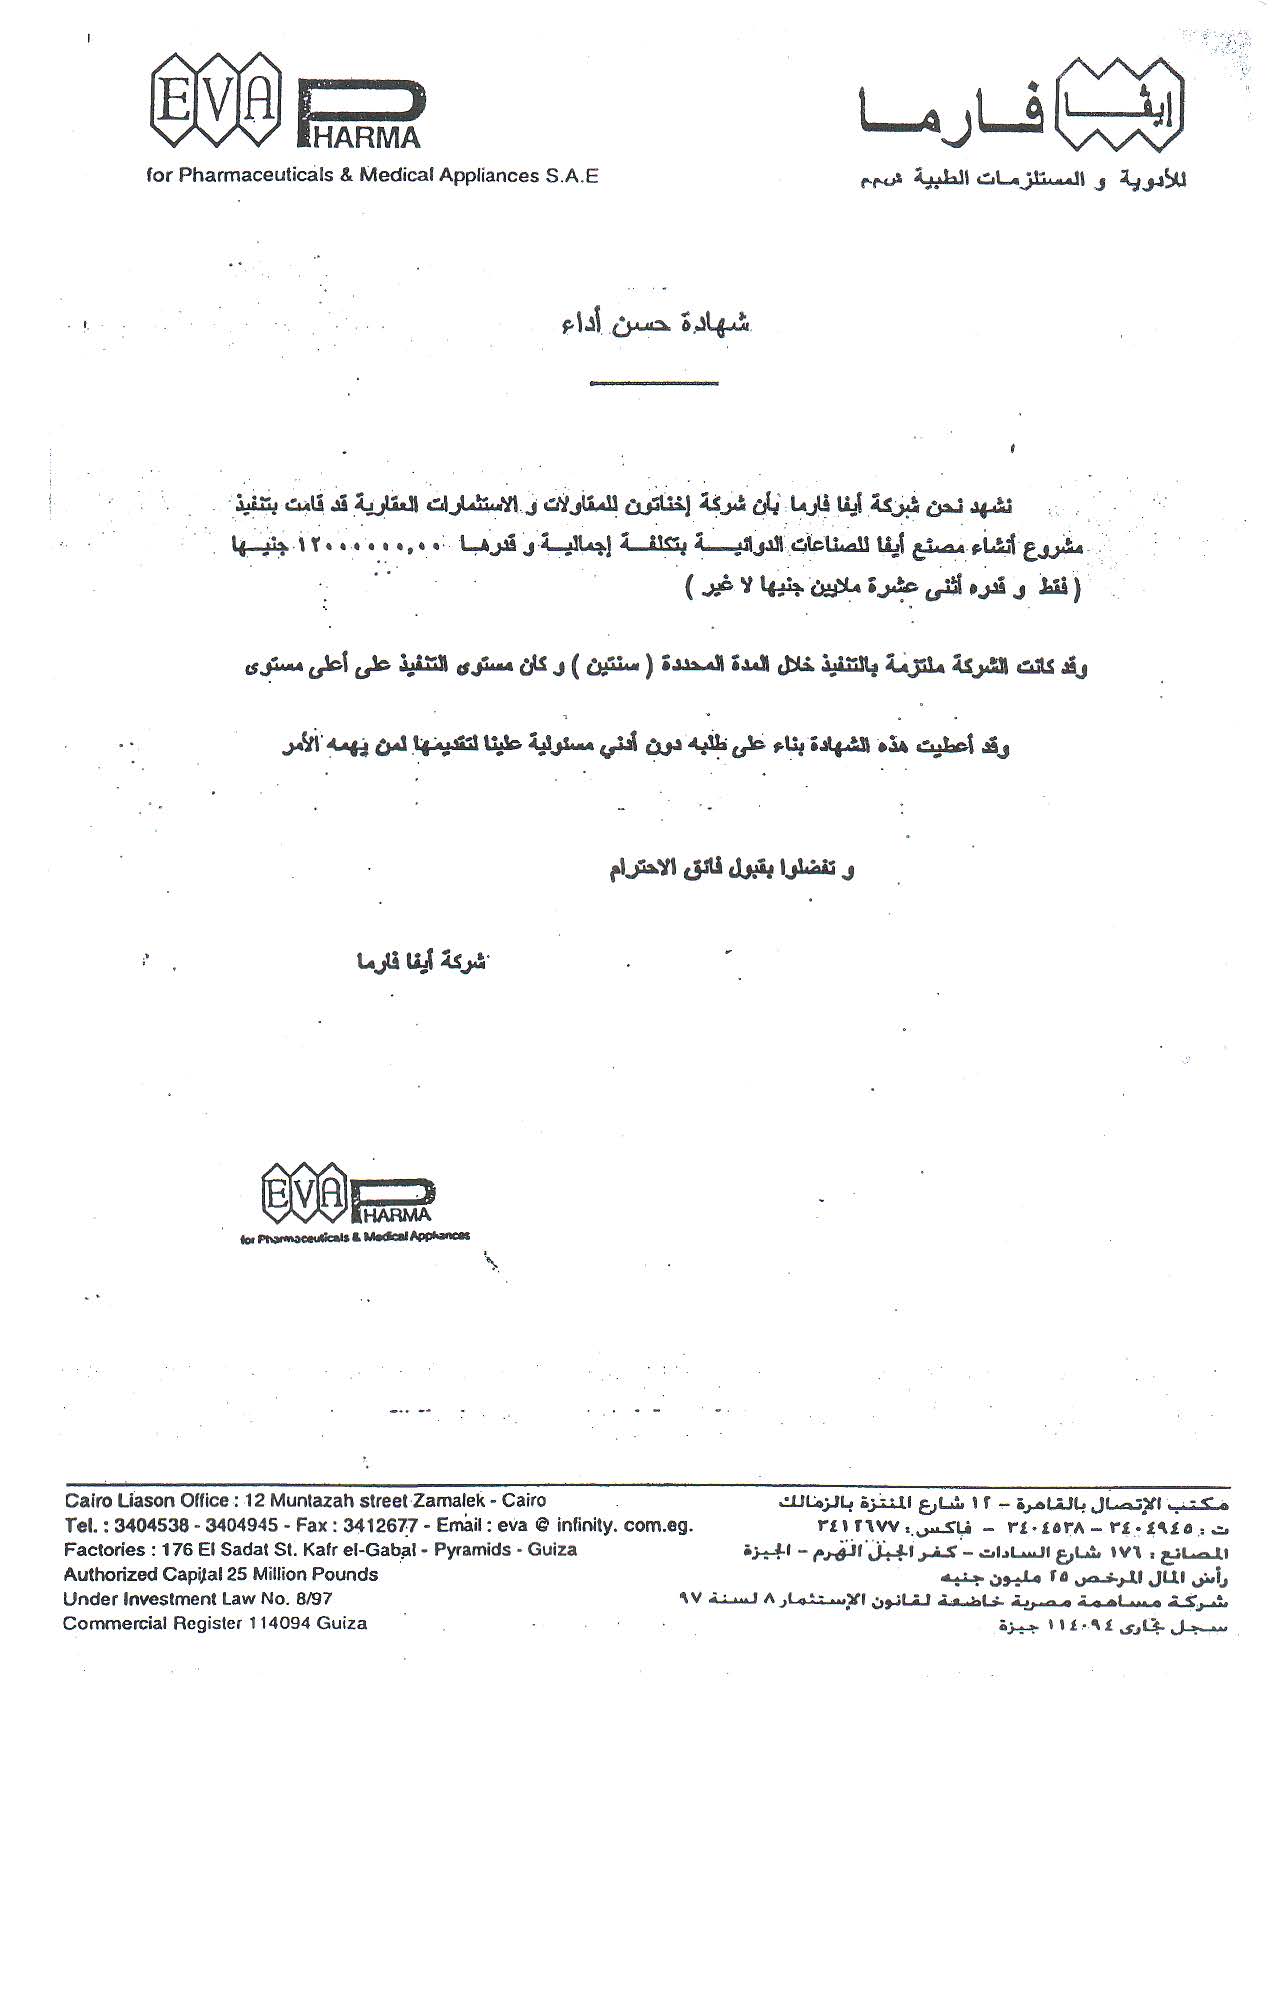 EVA PHARMA
for Pharmaceuticals & Medical Appliances S.A.E
إيڤا فارما
للأدوية و المستلزمات الطبية ش.م.م
شهادة حسن أداء
نشهد نحن شركة أيفا فارما بأن شركة إخناتون للمقاولات و الاستثمارات العقارية قد قامت بتنفيذ
مشروع أنشاء مصنع أيفا للصناعات الدوائية بتكلفة إجمالية و قدرها ١٢٠٠٠٠٠٠,٠٠ جنيها
( فقط و قدره أثنى عشرة ملايين جنيها لا غير )
وقد كانت الشركة ملتزمة بالتنفيذ خلال المدة المحددة ( سنتين ) و كان مستوى التنفيذ على أعلى مستوى
وقد أعطيت هذه الشهادة بناء على طلبه دون أدني مسئولية علينا لتقديمها لمن يهمه الأمر
و تفضلوا بقبول فائق الاحترام
شركة أيفا فارما
EVA PHARMA
for Pharmaceuticals & Medical Appliances
Cairo Liason Office : 12 Muntazah street Zamalek - Cairo
Tel. : 3404538 - 3404945 - Fax : 3412677 - Email : eva @ infinity. com.eg.
Factories : 176 El Sadat St. Kafr el-Gabal - Pyramids - Guiza
Authorized Capital 25 Million Pounds
Under Investment Law No. 8/97
Commercial Register 114094 Guiza
مكتب الإتصال بالقاهرة – ١٢ شارع المنتزة بالزمالك
ت : ٣٤٠٤٩٤٥ – ٣٤٠٤٥٣٨ – فاكس : ٣٤١٢٦٧٧
المصانع : ١٧٦ شارع السادات – كفر الجبل الهرم – الجيزة
رأس المال المرخص ٢٥ مليون جنيه
شركة مساهمة مصرية خاضعة لقانون الإستثمار ٨ لسنة ٩٧
سجل تجارى ١١٤٠٩٤ جيزة